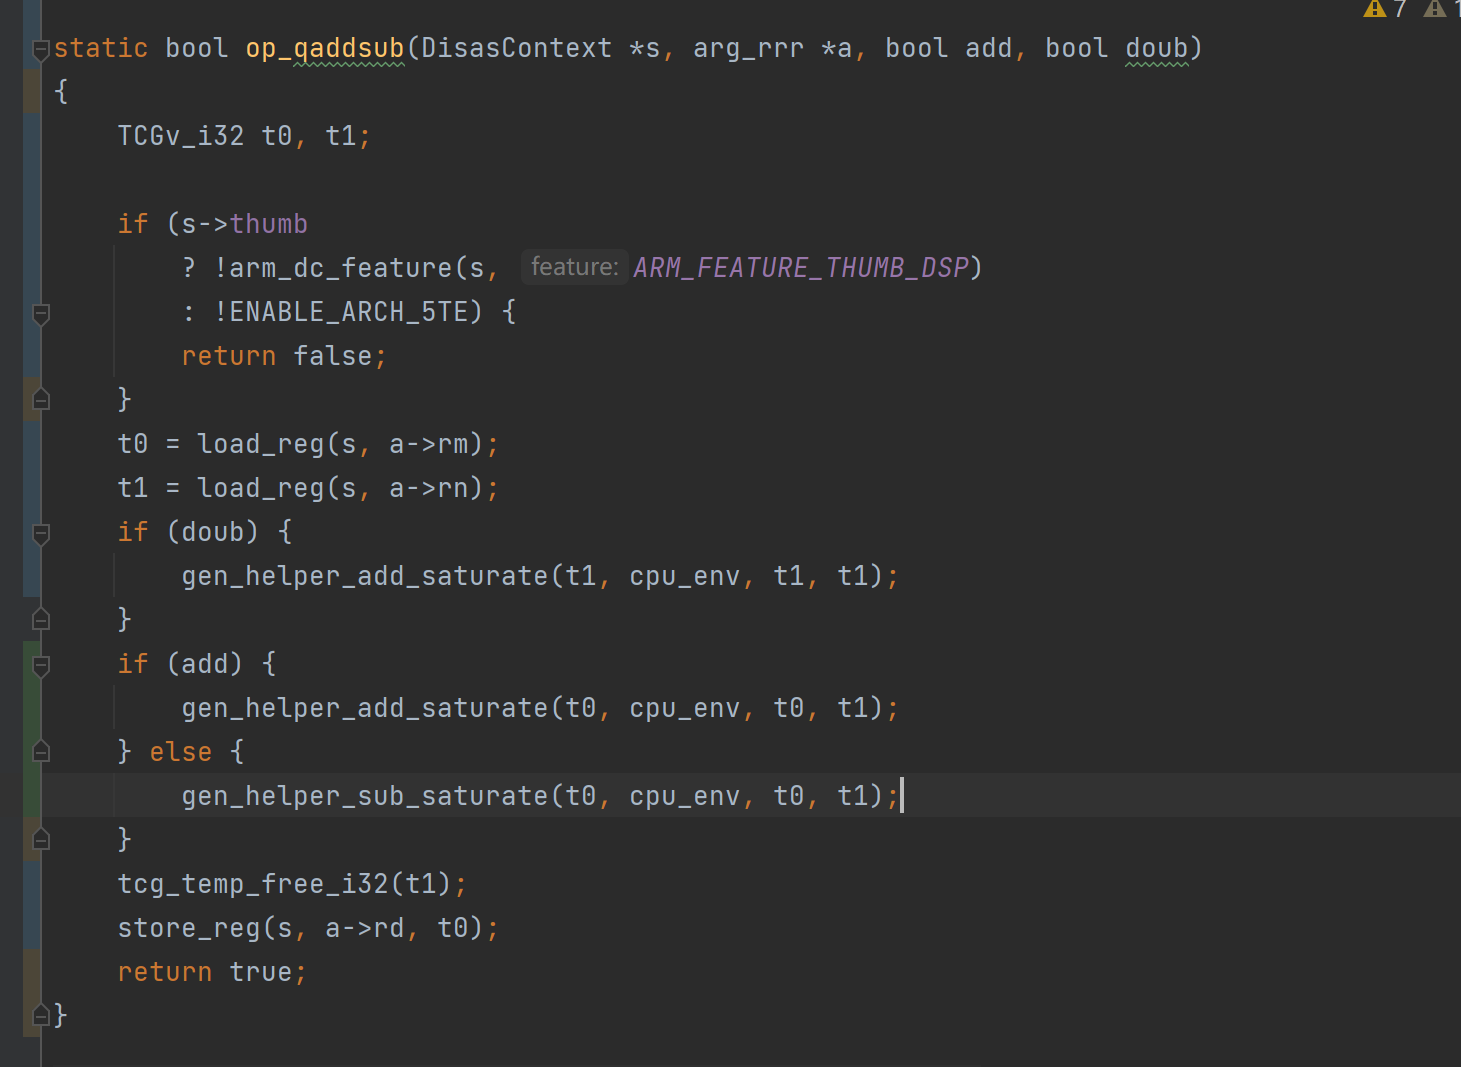 7 1
static bool op_qaddsub(DisasContext *s, arg_rrr *a, bool add, bool doub)
{
    TCGv_i32 t0, t1;

    if (s->thumb
        ? !arm_dc_feature(s, feature: ARM_FEATURE_THUMB_DSP)
        : !ENABLE_ARCH_5TE) {
        return false;
    }
    t0 = load_reg(s, a->rm);
    t1 = load_reg(s, a->rn);
    if (doub) {
        gen_helper_add_saturate(t1, cpu_env, t1, t1);
    }
    if (add) {
        gen_helper_add_saturate(t0, cpu_env, t0, t1);
    } else {
        gen_helper_sub_saturate(t0, cpu_env, t0, t1);
    }
    tcg_temp_free_i32(t1);
    store_reg(s, a->rd, t0);
    return true;
}